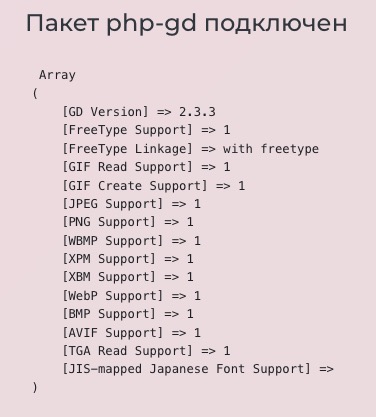 Пакет php-gd подключен
Array
(
[GD Version] => 2.3.3
[FreeType Support] => 1
[FreeType Linkage] => with freetype
[GIF Read Support] => 1
[GIF Create Support] => 1
[JPEG Support] => 1
[PNG Support] => 1
[WBMP Support] => 1
[XPM Support] => 1
[XBM Support] => 1
[WebP Support] => 1
[BMP Support] => 1
[AVIF Support] => 1
[TGA Read Support] => 1
[JIS-mapped Japanese Font Support] =>
)